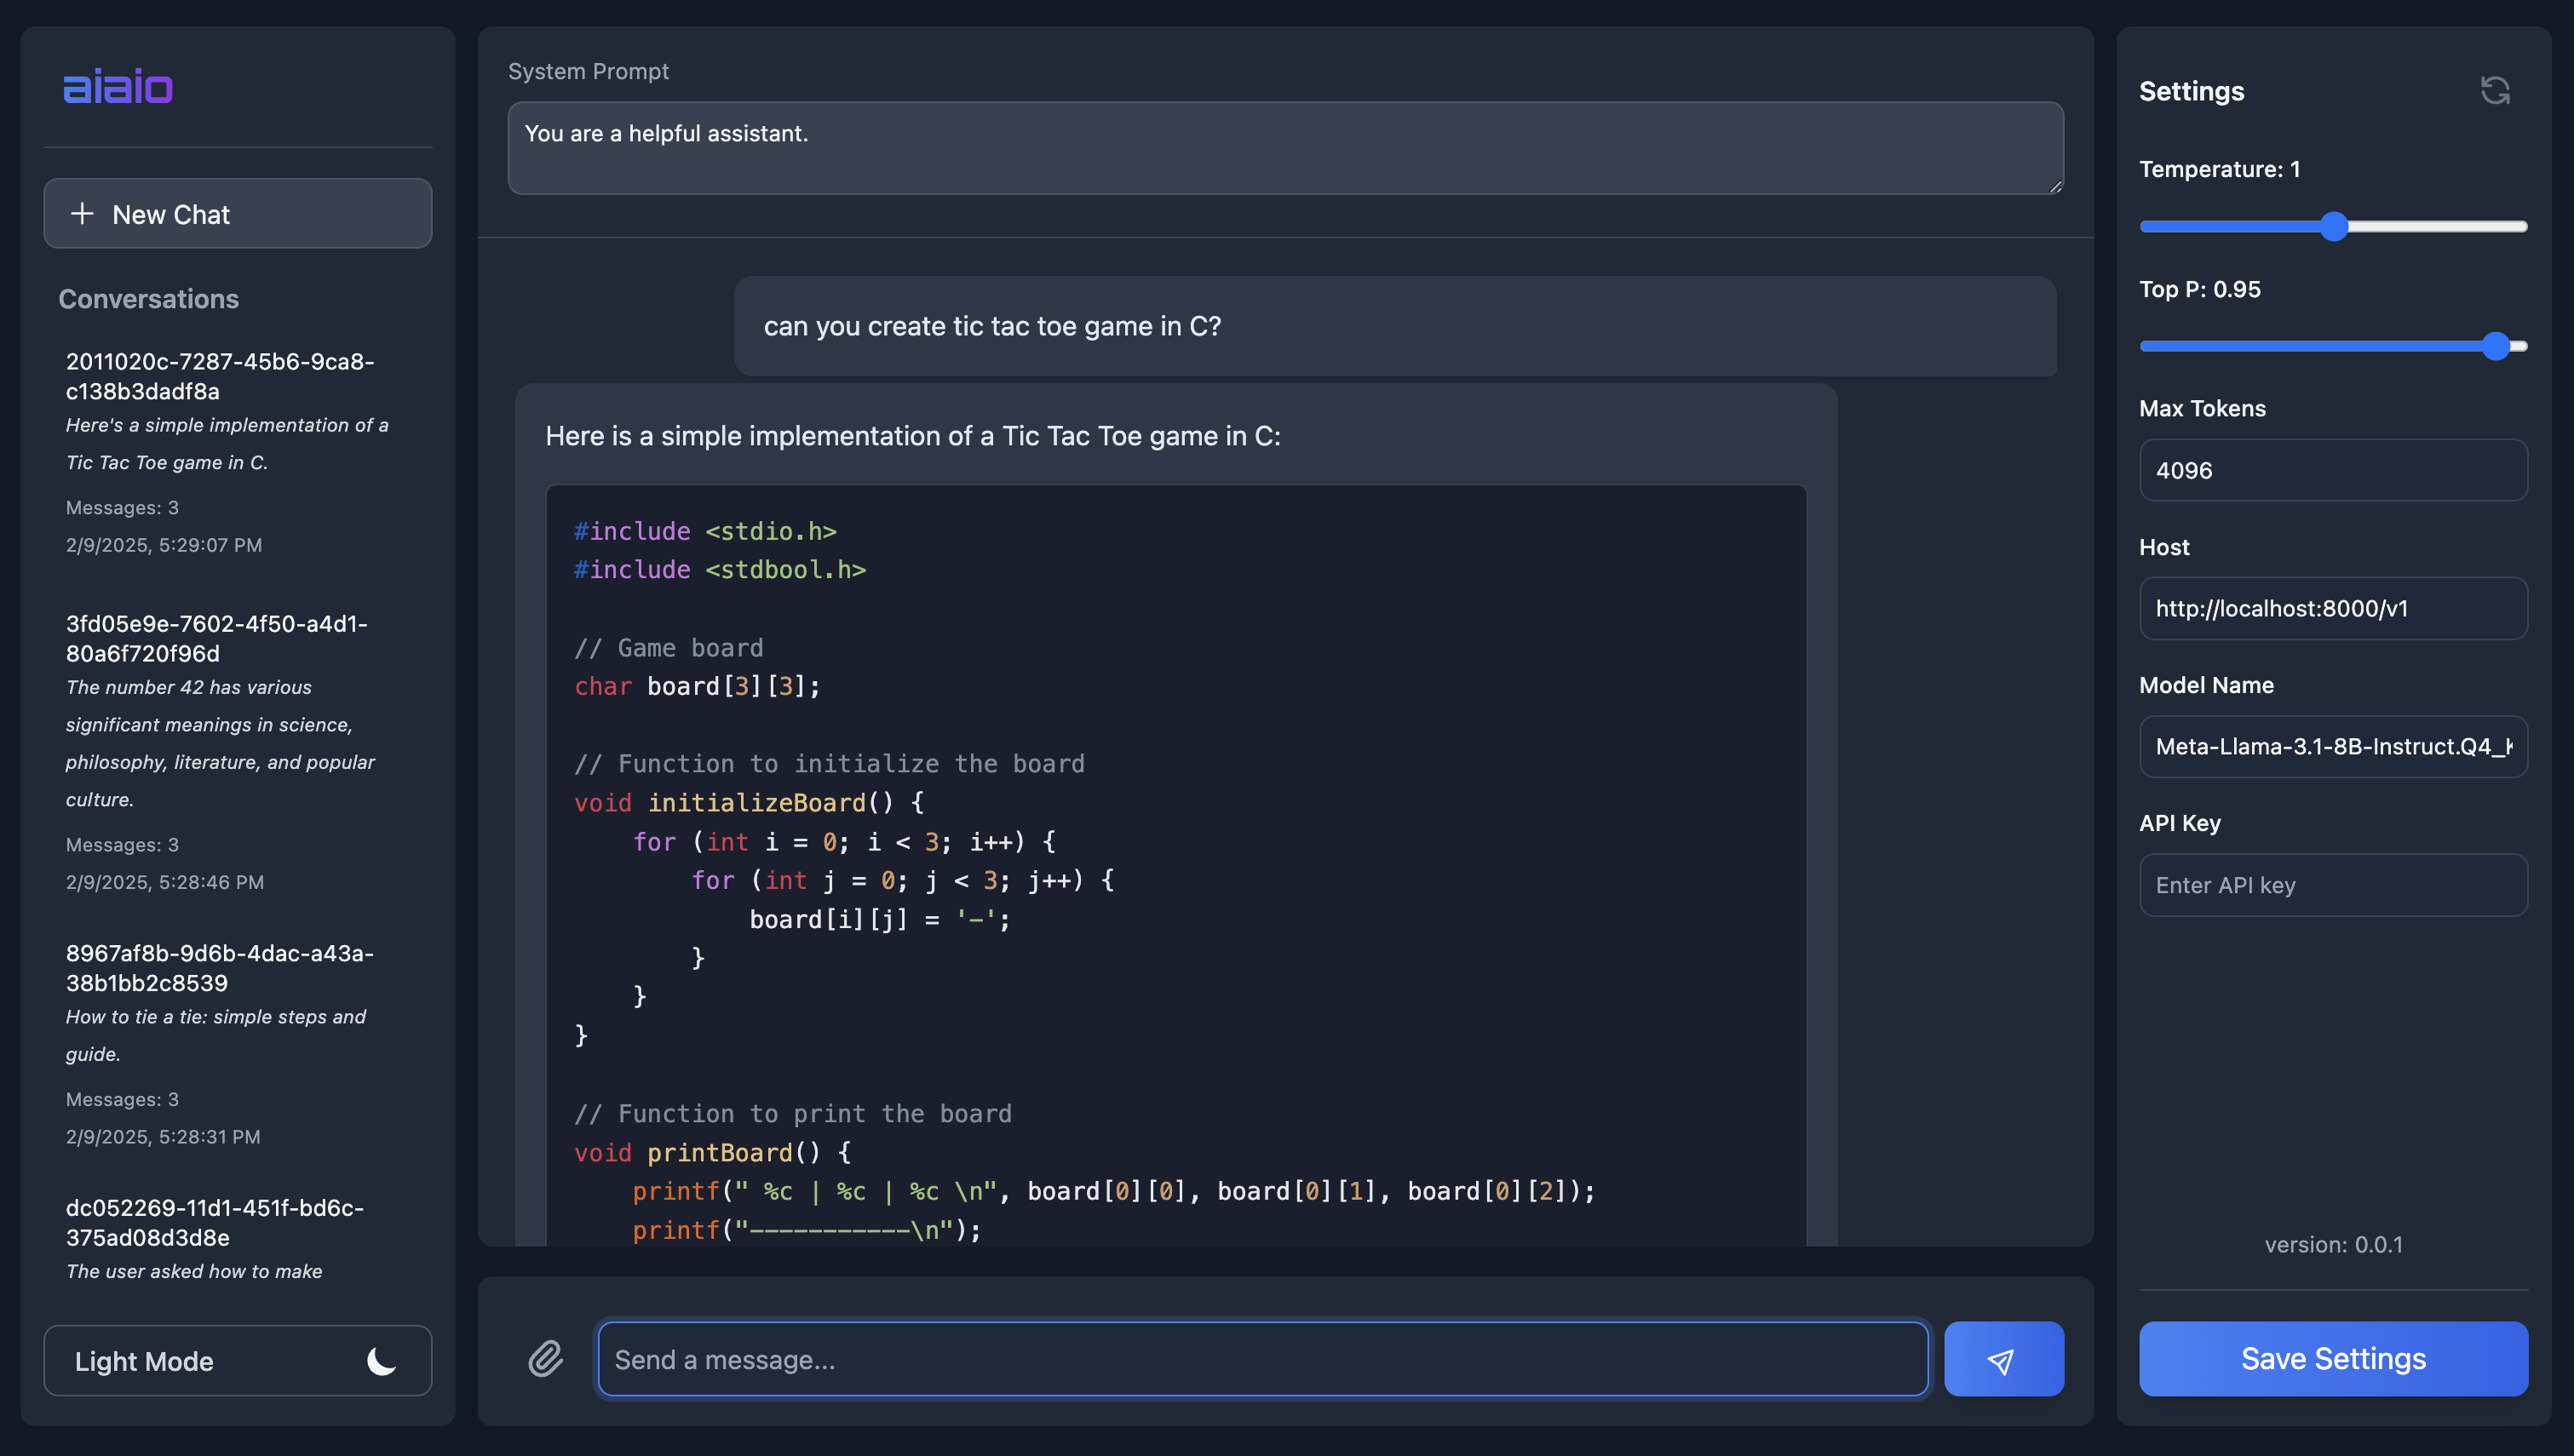 aiaio
New Chat
Conversations
2011020c-7287-45b6-9ca8-
c138b3dadf8a
Here's a simple implementation of a
Tic Tac Toe game in C.
Messages: 3
2/9/2025, 5:29:07 PM
3fd05e9e-7602-4f50-a4d1-
80a6f720f96d
The number 42 has various
significant meanings in science,
philosophy, literature, and popular
culture.
Messages: 3
2/9/2025, 5:28:46 PM
8967af8b-9d6b-4dac-a43a-
38b1bb2c8539
How to tie a tie: simple steps and
guide.
Messages: 3
2/9/2025, 5:28:31 PM
dc052269-11d1-451f-bd6c-
375ad08d3d8e
The user asked how to make
Light Mode
System Prompt
You are a helpful assistant.
can you create tic tac toe game in C?
Here is a simple implementation of a Tic Tac Toe game in C:
#include <stdio.h>
#include <stdbool.h>
// Game board
char board[3][3];
// Function to initialize the board
void initializeBoard() {
    for (int i = 0; i < 3; i++) {
        for (int j = 0; j < 3; j++) {
            board[i][j] = '-';
        }
    }
}
// Function to print the board
void printBoard() {
    printf(" %c | %c | %c \n", board[0][0], board[0][1], board[0][2]);
    printf("-----------\n");
Send a message...
Settings
Temperature: 1
Top P: 0.95
Max Tokens
4096
Host
http://localhost:8000/v1
Model Name
Meta-Llama-3.1-8B-Instruct.Q4_
API Key
Enter API key
version: 0.0.1
Save Settings